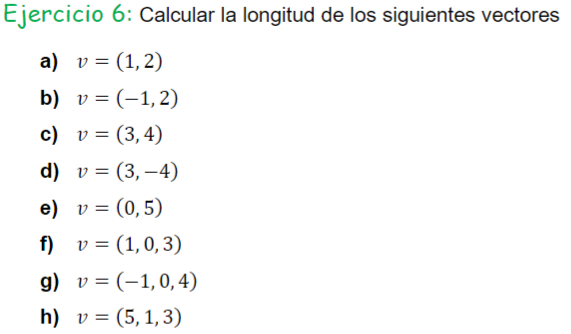 Ejercicio 6: Calcular la longitud de los siguientes vectores
a) v = (1, 2)
b) v = (−1, 2)
c) v = (3, 4)
d) v = (3, −4)
e) v = (0, 5)
f) v = (1, 0, 3)
g) v = (−1, 0, 4)
h) v = (5, 1, 3)